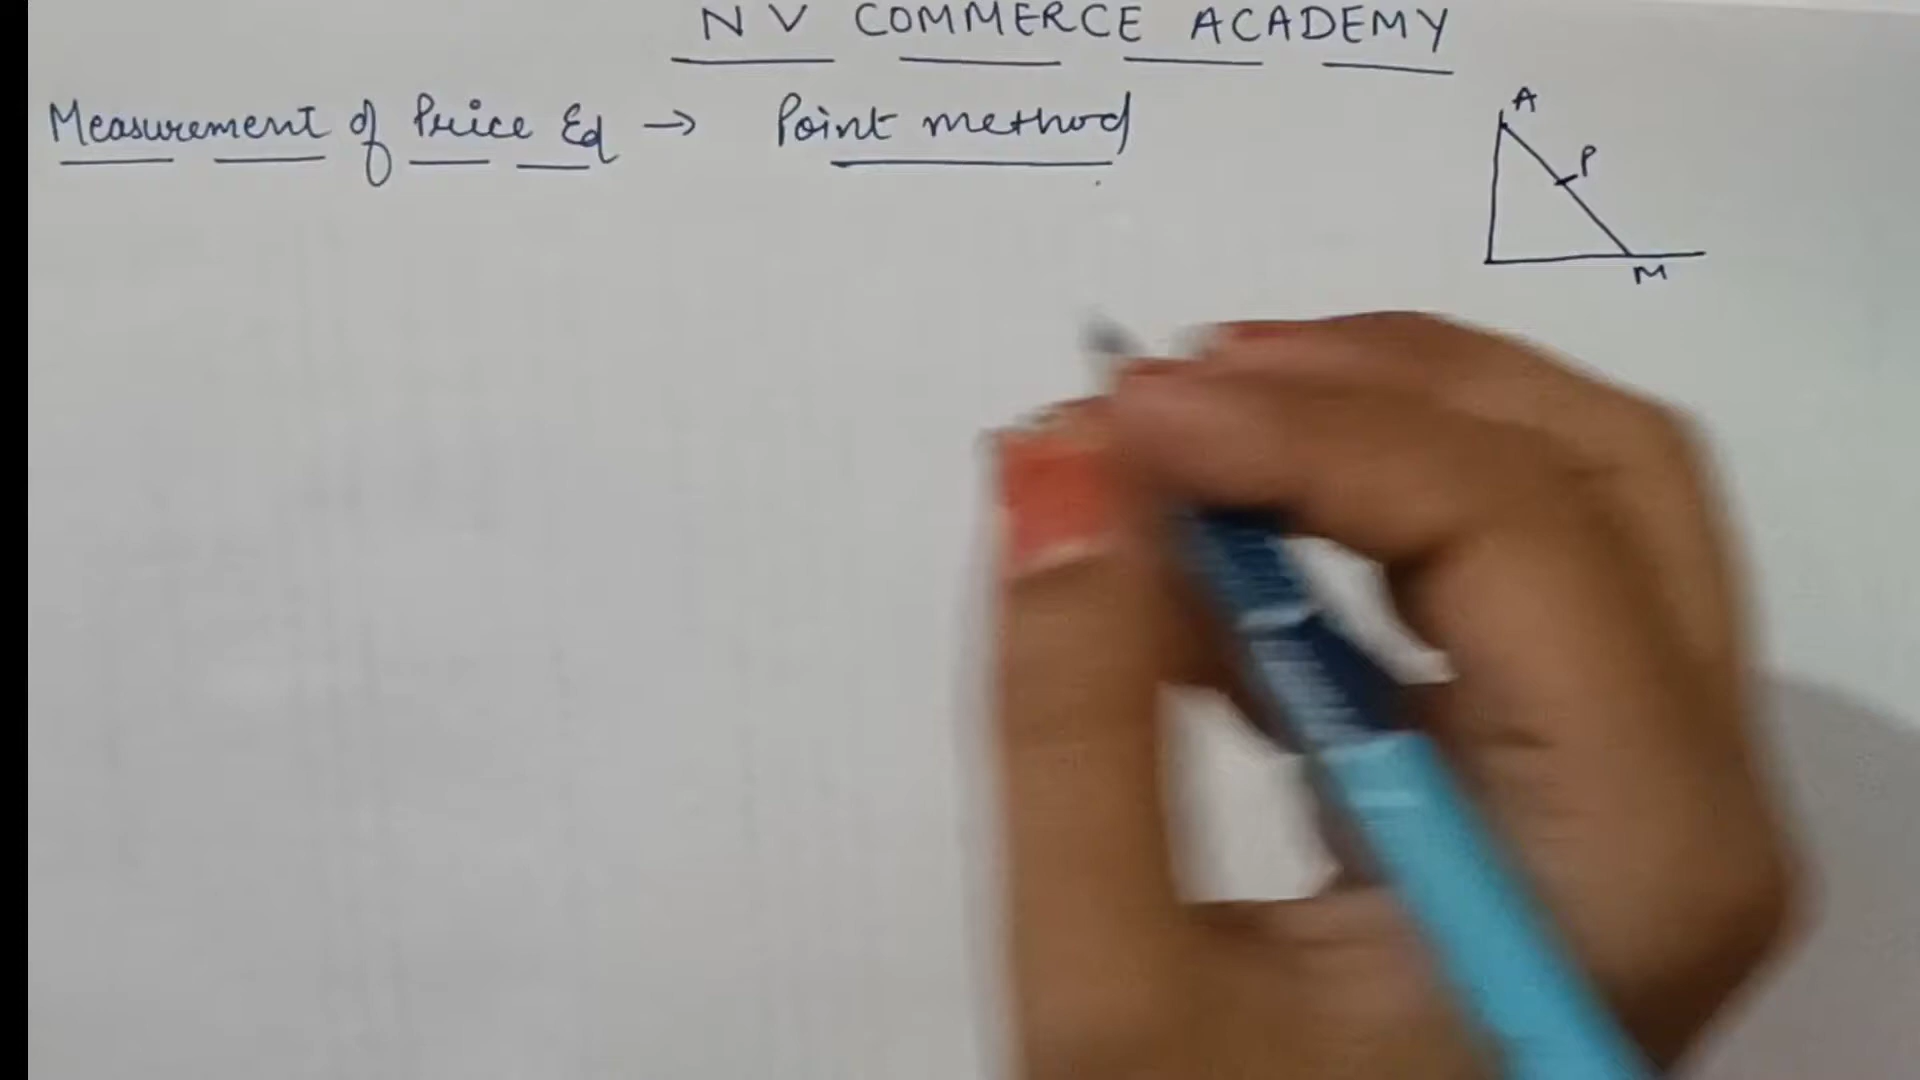 N V COMMERCE ACADEMY
Measurement of Price Ed → Point method
A
P
M